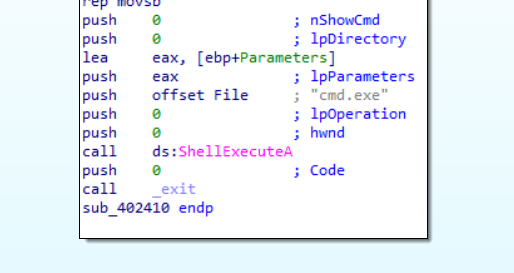 rep movsb
push 0 ; nShowCmd
push 0 ; lpDirectory
lea eax, [ebp+Parameters]
push eax ; lpParameters
push offset File ; "cmd.exe"
push 0 ; lpOperation
push 0 ; hwnd
call ds:ShellExecuteA
push 0 ; Code
call _exit
sub_402410 endp